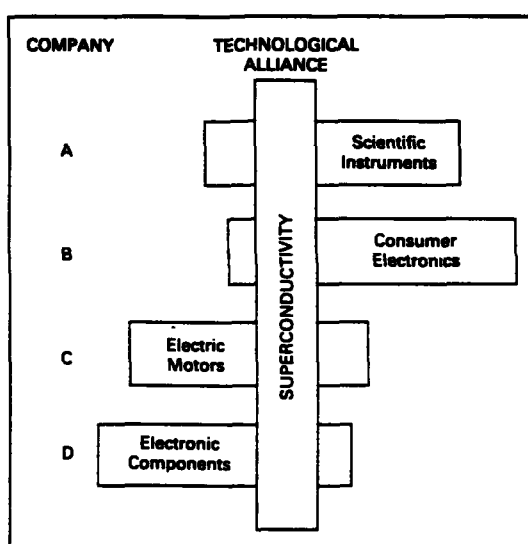 COMPANY
TECHNOLOGICAL
ALLIANCE
A
Scientific
Instruments
B
Consumer
Electronics
SUPERCONDUCTIVITY
C
Electric
Motors
D
Electronic
Components